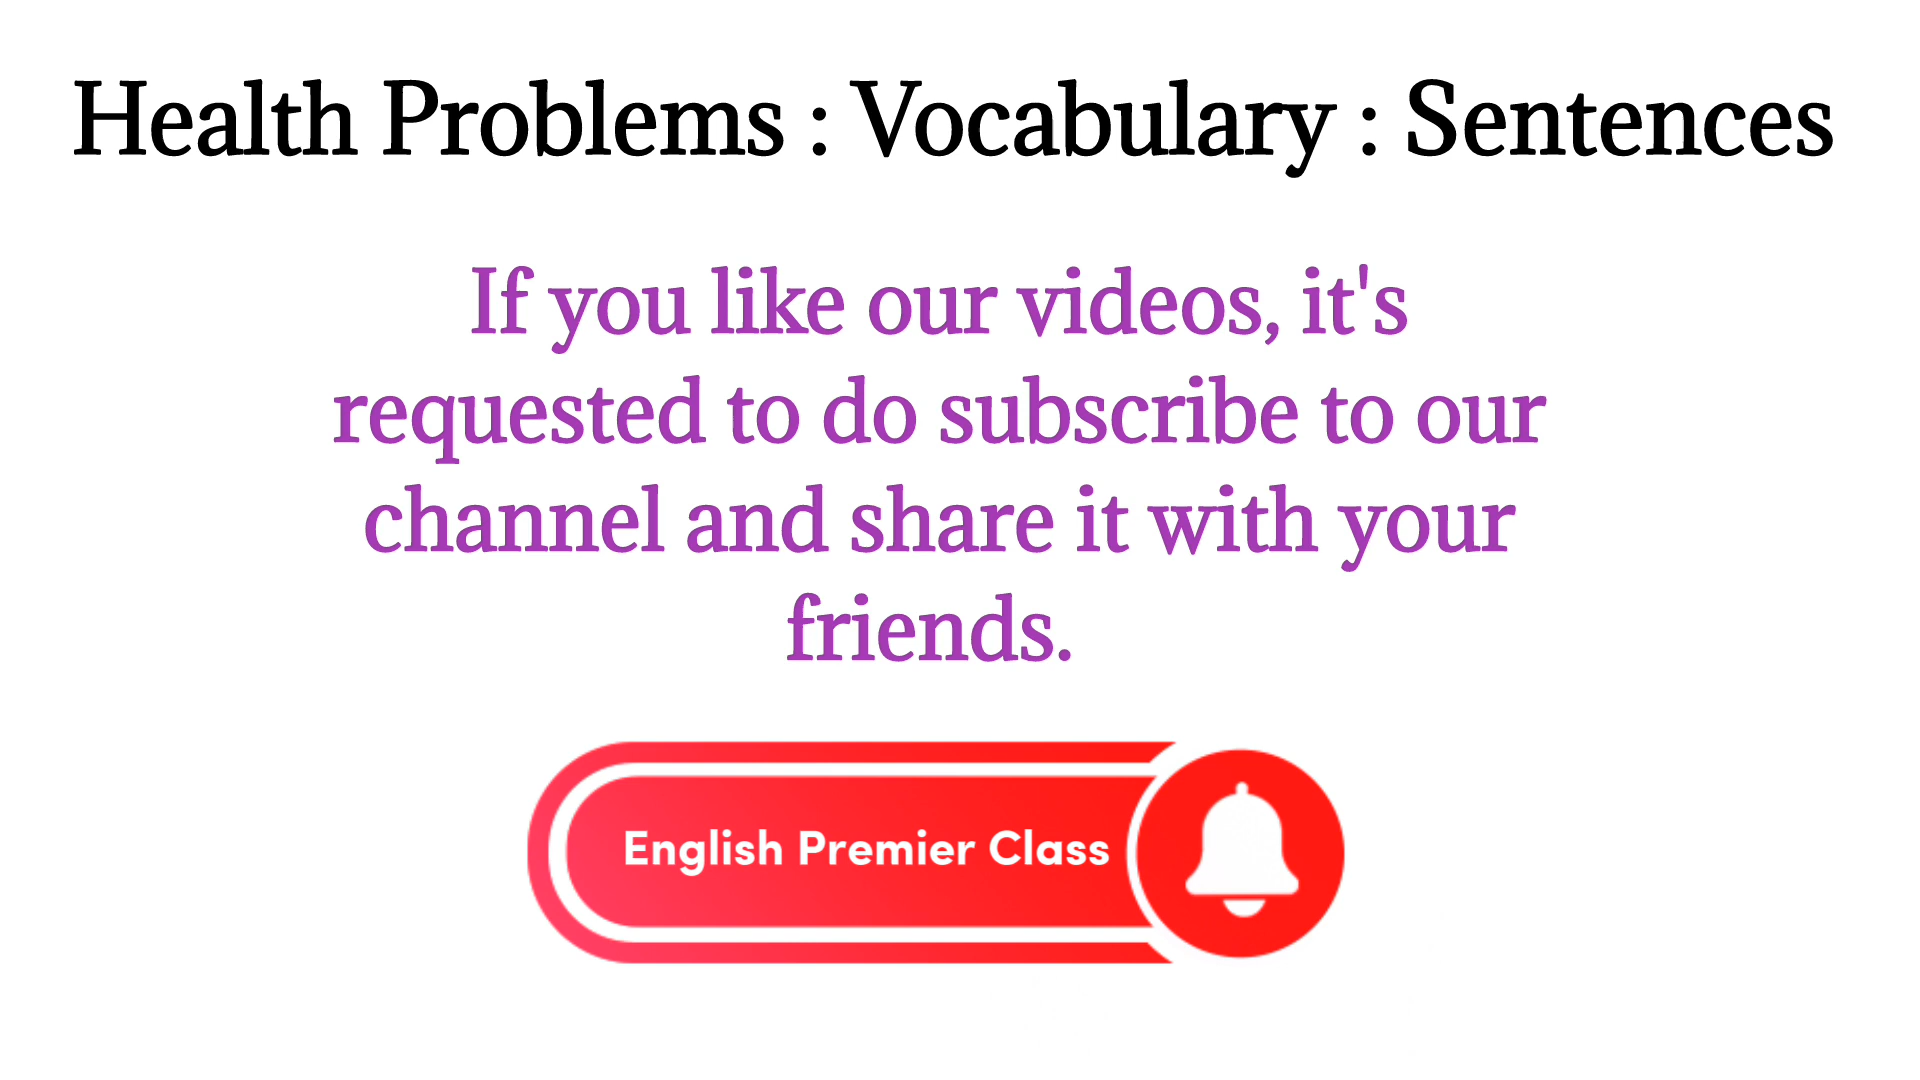 Health Problems : Vocabulary : Sentences
If you like our videos, it's
requested to do subscribe to our
channel and share it with your
friends.
English Premier Class